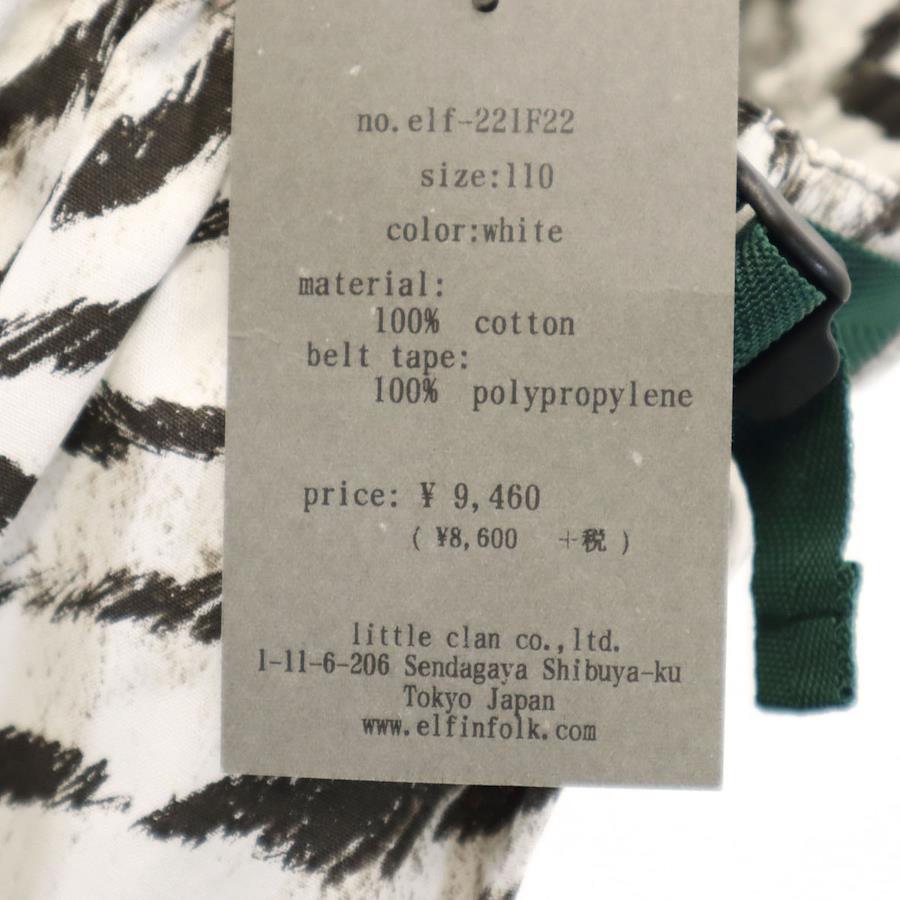 no.elf-221F22
size:110
color:white
material:
100% cotton
belt tape:
100% polypropylene
price: ¥ 9,460
( ¥8,600 +税 )
little clan co.,ltd.
1-11-6-206 Sendagaya Shibuya-ku
Tokyo Japan
www.elfinfolk.com